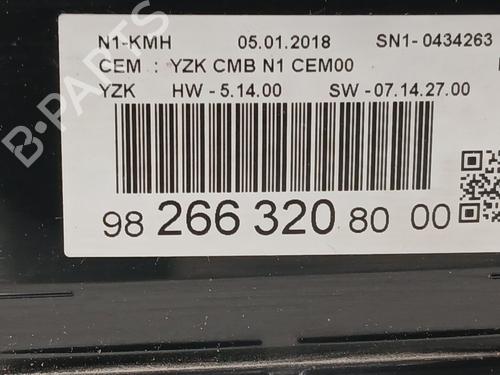 N1-KMH 05.01.2018 SN1- 0434263
CEM : YZK CMB N1 CEM00
YZK HW - 5.14.00 SW - 07.14.27.00
98 266 320 80 00
B-Parts